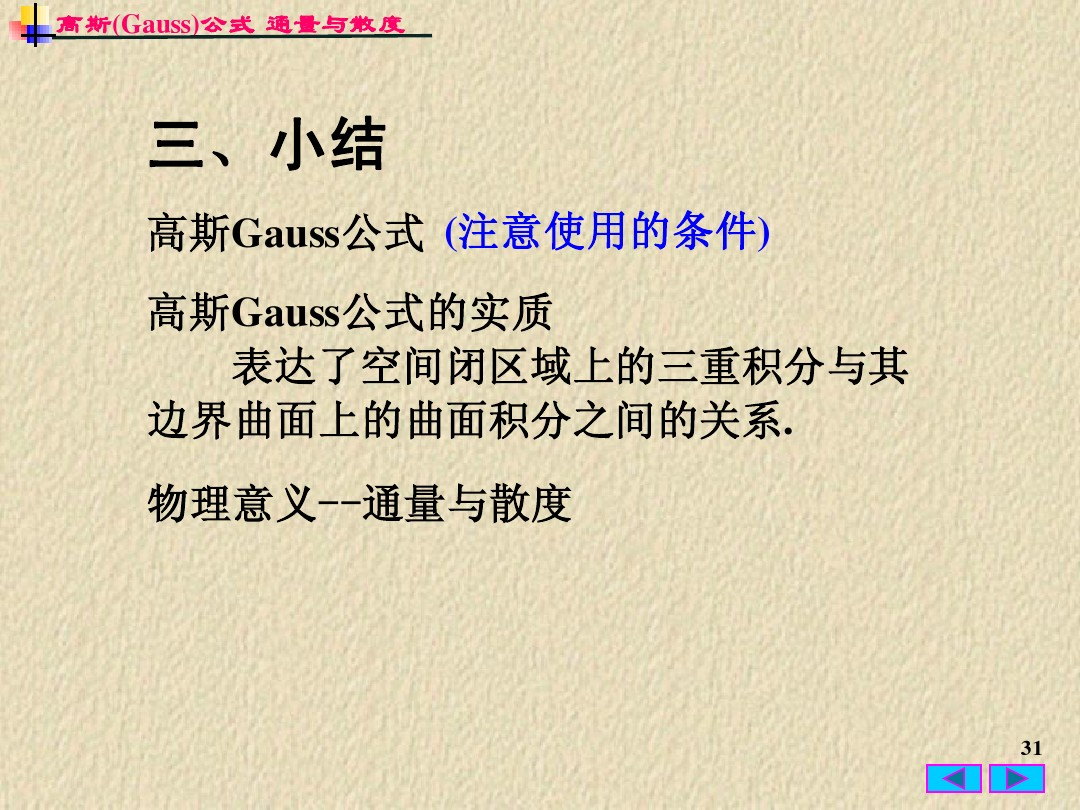 高斯(Gauss)公式 通量与散度
三、小结
高斯Gauss公式 (注意使用的条件)
高斯Gauss公式的实质
表达了空间闭区域上的三重积分与其
边界曲面上的曲面积分之间的关系.
物理意义--通量与散度
31